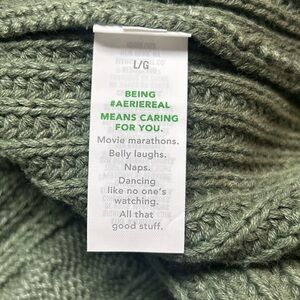 L/G
BEING
#AERIEREAL
MEANS CARING
FOR YOU.
Movie marathons.
Belly laughs.
Naps.
Dancing
like no one's
watching.
All that
good stuff.